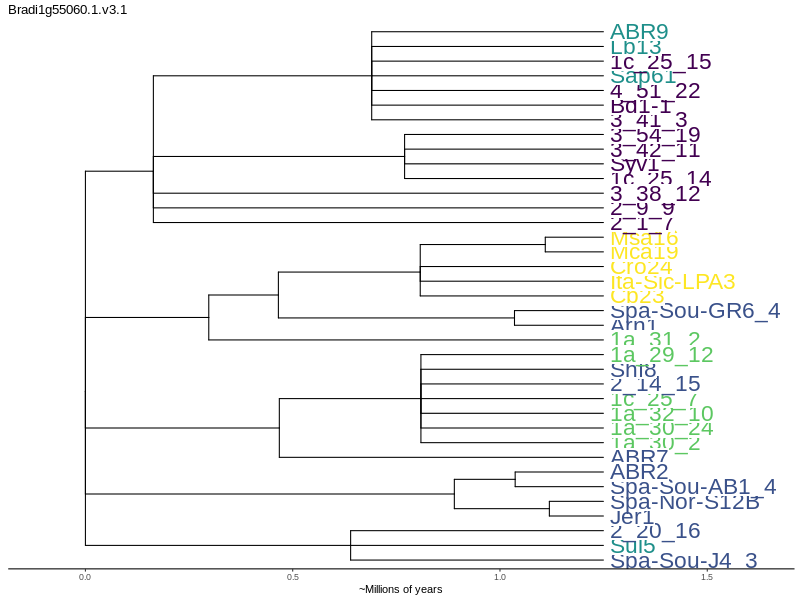 Bradi1g55060.1.v3.1
ABR9
Lb13
1c_25_15
Sap61
4_51_22
Bd1-1
3_41_3
3_54_19
3_42_11
Syv1
1c_25_14
3_38_12
2_9_9
2_1_7
Msa16
Mca19
Cro24
Ita-Sic-LPA3
Cb23
Spa-Sou-GR6_4
Arn1
1a_31_2
1a_29_12
Shi8
2_14_15
1c_25_7
1a_32_10
1a_30_24
1a_30_2
ABR7
ABR2
Spa-Sou-AB1_4
Spa-Nor-S12B
Jer1
2_20_16
Sul5
Spa-Sou-J4_3
0.0 0.5 1.0 1.5
~Millions of years